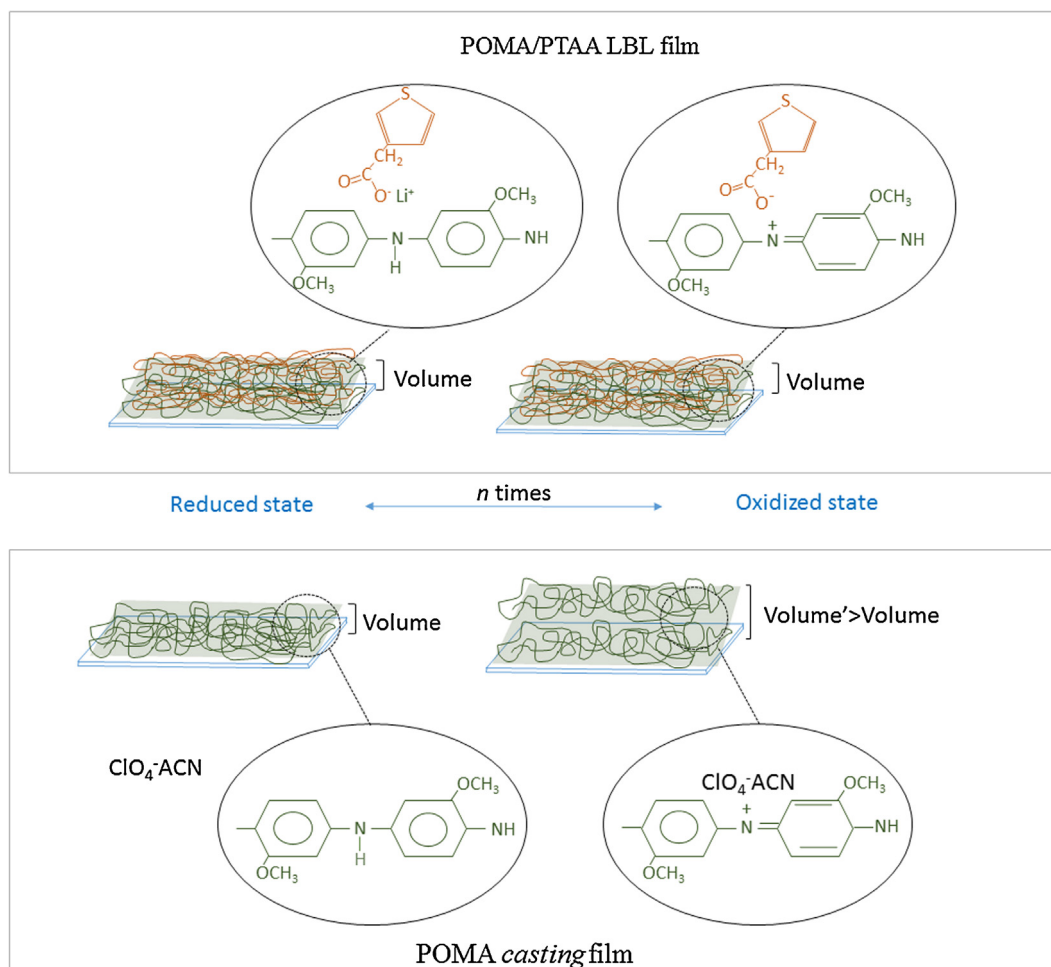 POMA/PTAA LBL film
S
S
CH2
CH2
O
C
O
C
O- Li+
O-
OCH3
OCH3
N
NH
+
N
NH
H
OCH3
OCH3
Volume
Volume
Reduced state
n times
Oxidized state
Volume
Volume'>Volume
ClO4-ACN
ClO4-ACN
OCH3
OCH3
N
NH
+
N
NH
H
OCH3
OCH3
POMA casting film